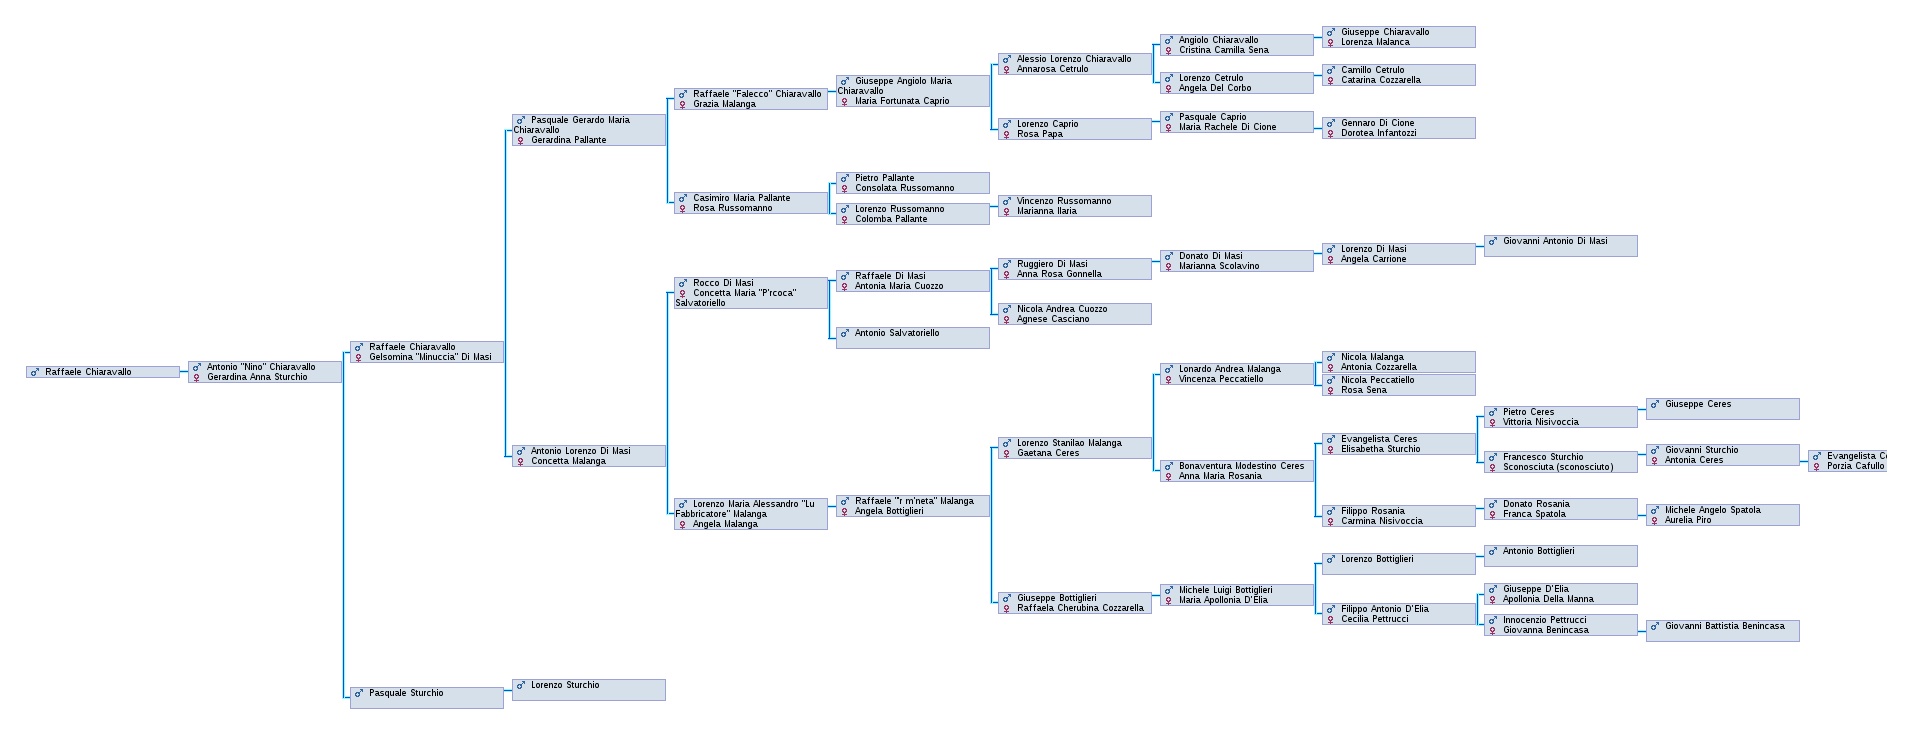 Raffaele Chiaravallo
Antonio "Nino" Chiaravallo
Gerardina Anna Sturchio
Raffaele Chiaravallo
Gelsomina "Minuccia" Di Masi
Pasquale Sturchio
Pasquale Gerardo Maria
Chiaravallo
Gerardina Pallante
Antonio Lorenzo Di Masi
Concetta Malanga
Lorenzo Sturchio
Raffaele "Falecco" Chiaravallo
Grazia Malanga
Casimiro Maria Pallante
Rosa Russomanno
Rocco Di Masi
Concetta Maria "P'rcoca"
Salvatoriello
Lorenzo Maria Alessandro "Lu
Fabbricatore" Malanga
Angela Malanga
Giuseppe Angiolo Maria
Chiaravallo
Maria Fortunata Caprio
Pietro Pallante
Consolata Russomanno
Lorenzo Russomanno
Colomba Pallante
Raffaele Di Masi
Antonia Maria Cuozzo
Antonio Salvatoriello
Raffaele "'r m'neta" Malanga
Angela Bottiglieri
Alessio Lorenzo Chiaravallo
Annarosa Cetrulo
Lorenzo Caprio
Rosa Papa
Vincenzo Russomanno
Marianna Ilaria
Ruggiero Di Masi
Anna Rosa Gonnella
Nicola Andrea Cuozzo
Agnese Casciano
Lorenzo Stanilao Malanga
Gaetana Ceres
Giuseppe Bottiglieri
Raffaela Cherubina Cozzarella
Angiolo Chiaravallo
Cristina Camilla Sena
Lorenzo Cetrulo
Angela Del Corbo
Pasquale Caprio
Maria Rachele Di Cione
Donato Di Masi
Marianna Scolavino
Lonardo Andrea Malanga
Vincenza Peccatiello
Bonaventura Modestino Ceres
Anna Maria Rosania
Michele Luigi Bottiglieri
Maria Apollonia D'Elia
Giuseppe Chiaravallo
Lorenza Malanca
Camillo Cetrulo
Catarina Cozzarella
Gennaro Di Cione
Dorotea Infantozzi
Lorenzo Di Masi
Angela Carrione
Nicola Malanga
Antonia Cozzarella
Nicola Peccatiello
Rosa Sena
Evangelista Ceres
Elisabetha Sturchio
Filippo Rosania
Carmina Nisivoccia
Lorenzo Bottiglieri
Filippo Antonio D'Elia
Cecilia Pettrucci
Giovanni Antonio Di Masi
Pietro Ceres
Vittoria Nisivoccia
Francesco Sturchio
Sconosciuta (sconosciuto)
Donato Rosania
Franca Spatola
Antonio Bottiglieri
Giuseppe D'Elia
Apollonia Della Manna
Innocenzio Pettrucci
Giovanna Benincasa
Giuseppe Ceres
Giovanni Sturchio
Antonia Ceres
Michele Angelo Spatola
Aurelia Piro
Giovanni Battistia Benincasa
Evangelista
Porzia Cafullo